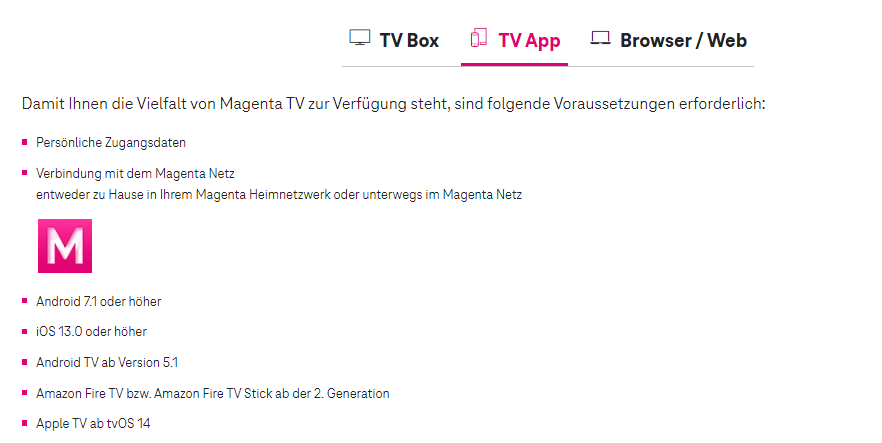 TV Box TV App Browser / Web
Damit Ihnen die Vielfalt von Magenta TV zur Verfügung steht, sind folgende Voraussetzungen erforderlich:
Persönliche Zugangsdaten
Verbindung mit dem Magenta Netz
entweder zu Hause in Ihrem Magenta Heimnetzwerk oder unterwegs im Magenta Netz
M
Android 7.1 oder höher
iOS 13.0 oder höher
Android TV ab Version 5.1
Amazon Fire TV bzw. Amazon Fire TV Stick ab der 2. Generation
Apple TV ab tvOS 14